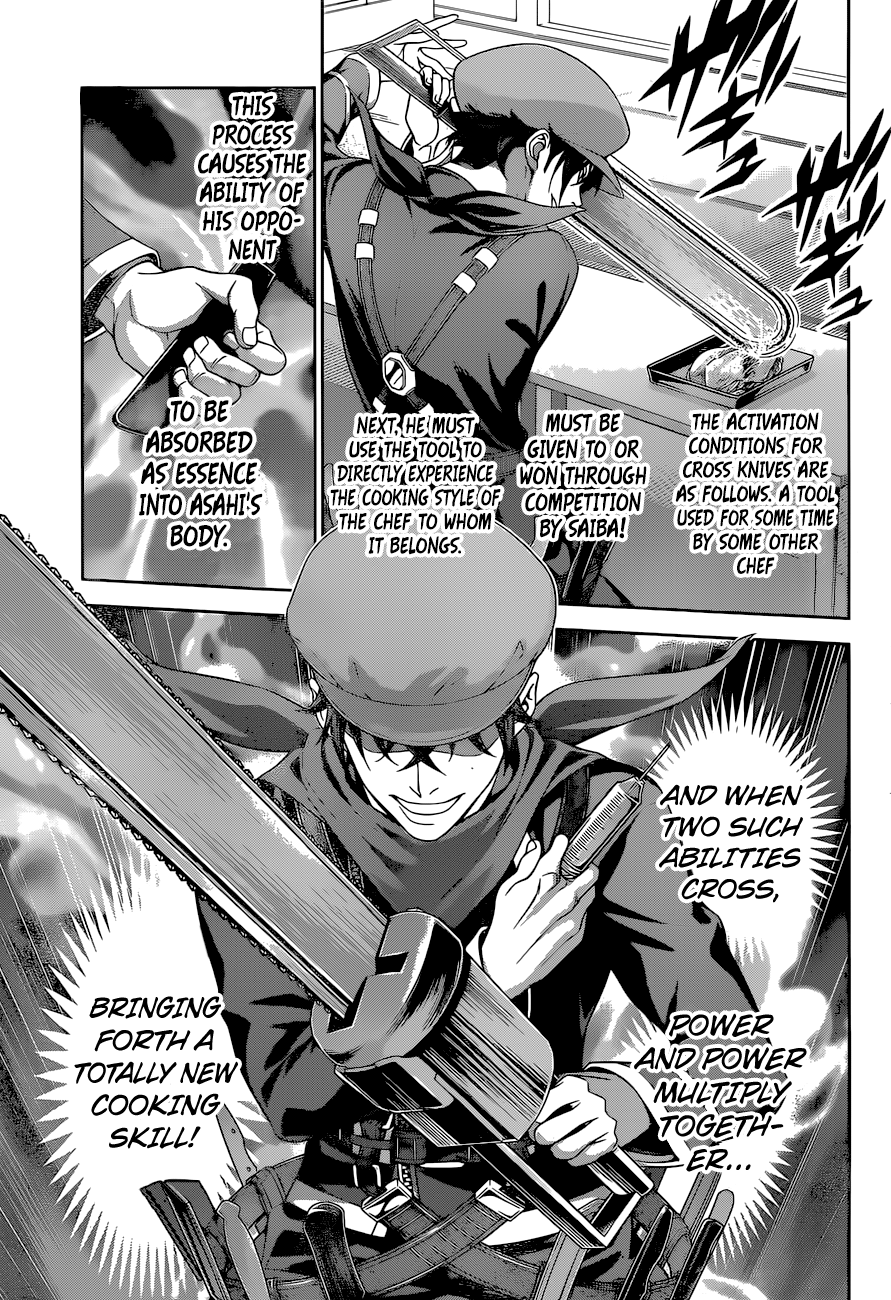 THE ACTIVATION
CONDITIONS FOR
CROSS KNIVES ARE
AS FOLLOWS. A TOOL
USED FOR SOME TIME
BY SOME OTHER
CHEF
MUST BE
GIVEN TO OR
WON THROUGH
COMPETITION
BY SAIBA!
NEXT, HE MUST
USE THE TOOL TO
DIRECTLY EXPERIENCE
THE COOKING STYLE OF
THE CHEF TO WHOM
IT BELONGS.
THIS
PROCESS
CAUSES THE
ABILITY OF
HIS OPPO-
NENT
TO BE
ABSORBED
AS ESSENCE
INTO ASAHI'S
BODY.
AND WHEN
TWO SUCH
ABILITIES
CROSS,
POWER
AND POWER
MULTIPLY
TOGETH-
ER...
BRINGING
FORTH A
TOTALLY NEW
COOKING
SKILL!